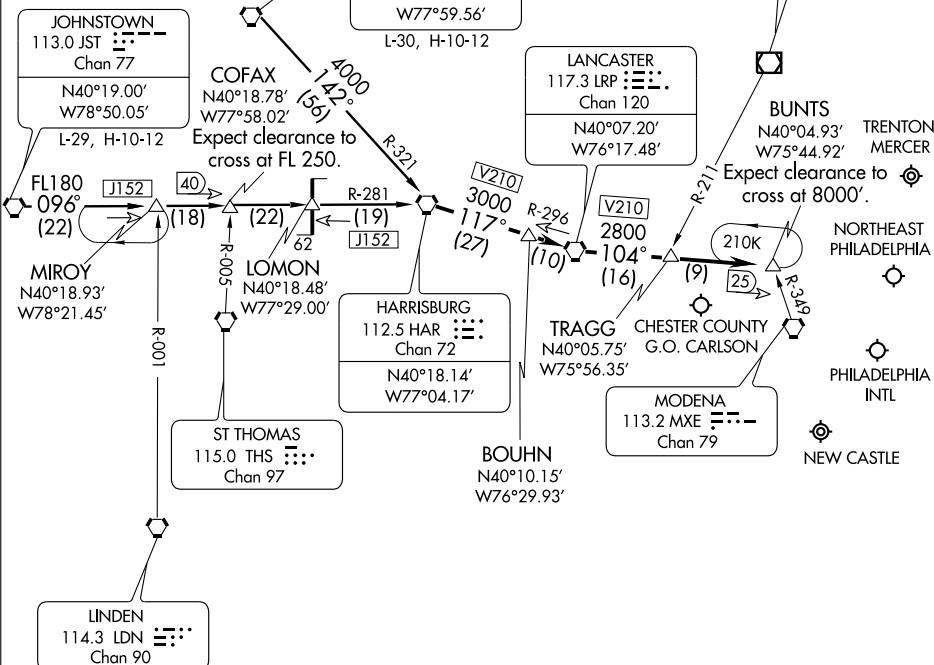 JOHNSTOWN
113.0 JST
Chan 77
N40°19.00′
W78°50.05′
L-29, H-10-12
W77°59.56′
L-30, H-10-12
COFAX
N40°18.78′
W77°58.02′
Expect clearance to
cross at FL 250.
4000
142°
(56)
R-321
LANCASTER
117.3 LRP
Chan 120
N40°07.20′
W76°17.48′
BUNTS
N40°04.93′
W75°44.92′
Expect clearance to
cross at 8000′.
TRENTON
MERCER
FL180
096°
(22)
J152
(18)
40
(22)
R-281
(19)
J152
62
V210
3000
117°
(27)
R-296
(10)
V210
2800
104°
(16)
R-211
(9)
210K
25
R-349
NORTHEAST
PHILADELPHIA
MIROY
N40°18.93′
W78°21.45′
R-005
LOMON
N40°18.48′
W77°29.00′
R-001
HARRISBURG
112.5 HAR
Chan 72
N40°18.14′
W77°04.17′
TRAGG
N40°05.75′
W75°56.35′
CHESTER COUNTY
G.O. CARLSON
PHILADELPHIA
INTL
MODENA
113.2 MXE
Chan 79
NEW CASTLE
ST THOMAS
115.0 THS
Chan 97
BOUHN
N40°10.15′
W76°29.93′
LINDEN
114.3 LDN
Chan 90